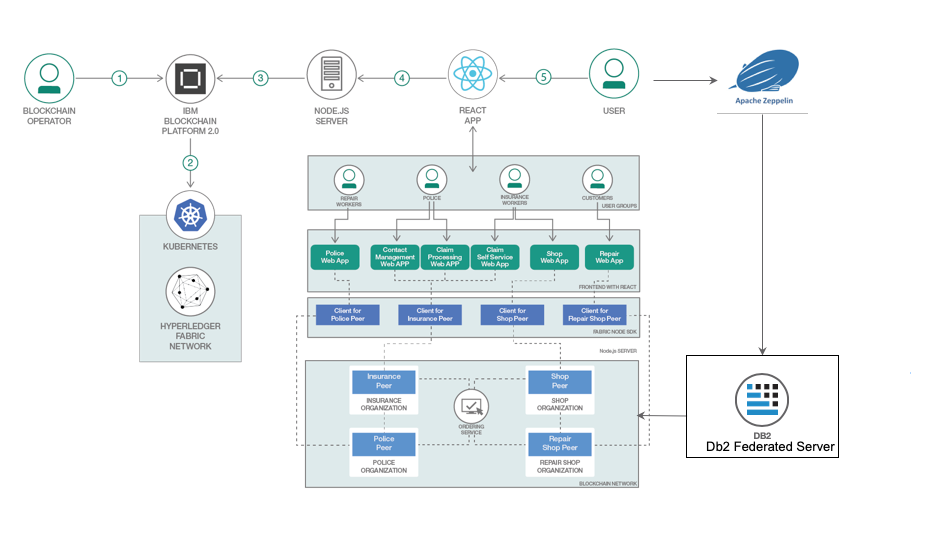 1
3
4
5
BLOCKCHAIN
OPERATOR
IBM
BLOCKCHAIN
PLATFORM 2.0
NODE.JS
SERVER
REACT
APP
USER
Apache Zeppelin
2
KUBERNETES
HYPERLEDGER
FABRIC
NETWORK
REPAIR
WORKERS
POLICE
INSURANCE
WORKERS
CUSTOMERS
USER GROUPS
Police
Web App
Contact
Management
Web APP
Claim
Processing
Web APP
Claim
Self Service
Web App
Shop
Web App
Repair
Web App
FRONTEND WITH REACT
Client for
Police Peer
Client for
Insurance Peer
Client for
Shop Peer
Client for
Repair Shop Peer
FABRIC NODE SDK
Node.js SERVER
Insurance
Peer
INSURANCE
ORGANIZATION
Shop
Peer
SHOP
ORGANIZATION
ORDERING
SERVICE
Police
Peer
POLICE
ORGANIZATION
Repair
Shop Peer
REPAIR SHOP
ORGANIZATION
BLOCKCHAIN NETWORK
DB2
Db2 Federated Server